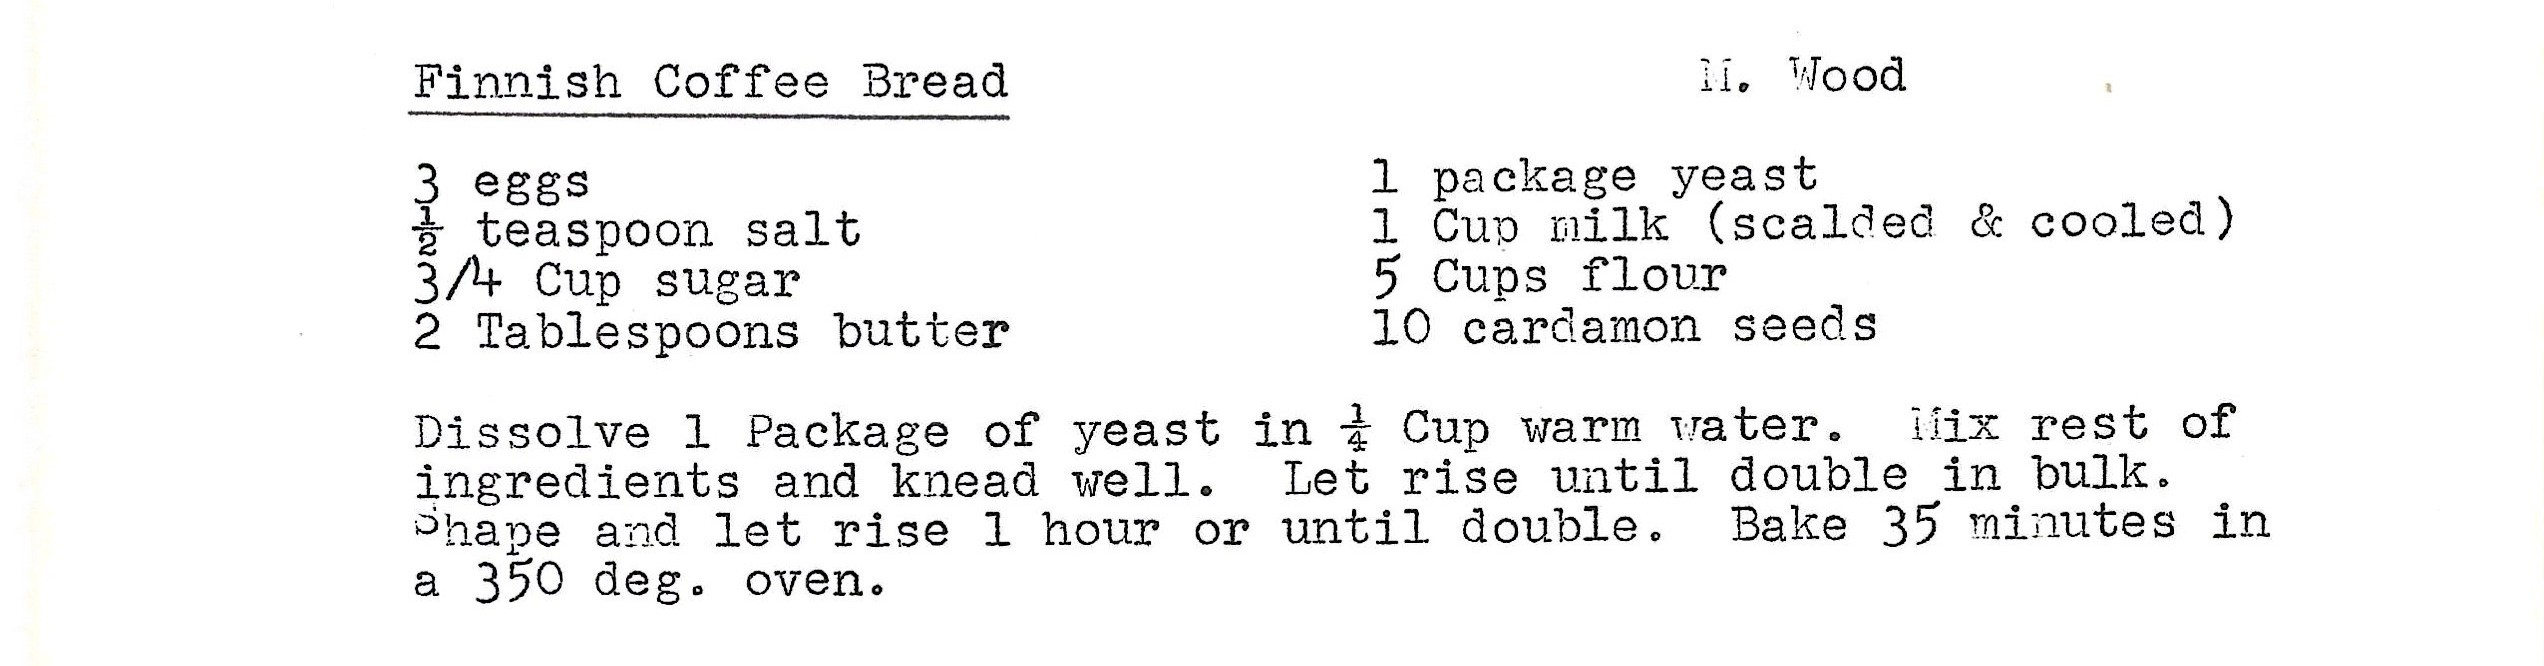 Finnish Coffee Bread M. Wood
3 eggs 1 package yeast
½ teaspoon salt 1 Cup milk (scalded & cooled)
3/4 Cup sugar 5 Cups flour
2 Tablespoons butter 10 cardamon seeds
Dissolve 1 Package of yeast in ¼ Cup warm water. Mix rest of
ingredients and knead well. Let rise until double in bulk.
Shape and let rise 1 hour or until double. Bake 35 minutes in
a 350 deg. oven.